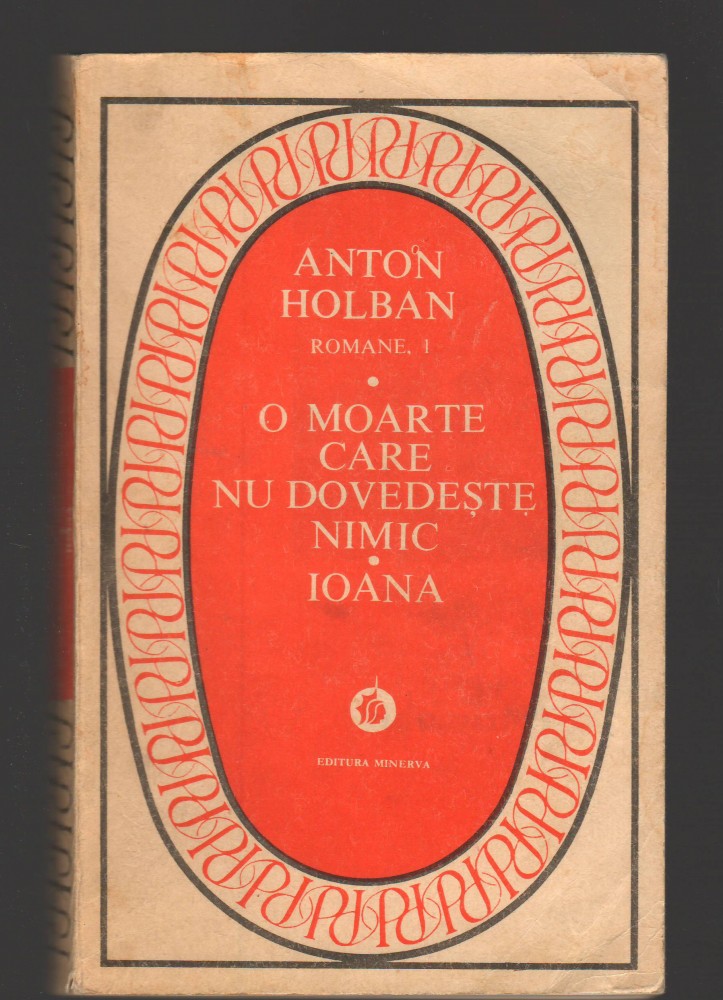 ANTON
HOLBAN
ROMANE, 1
•
O MOARTE
CARE
NU DOVEDEȘTE
NIMIC
•
IOANA
EDITURA MINERVA